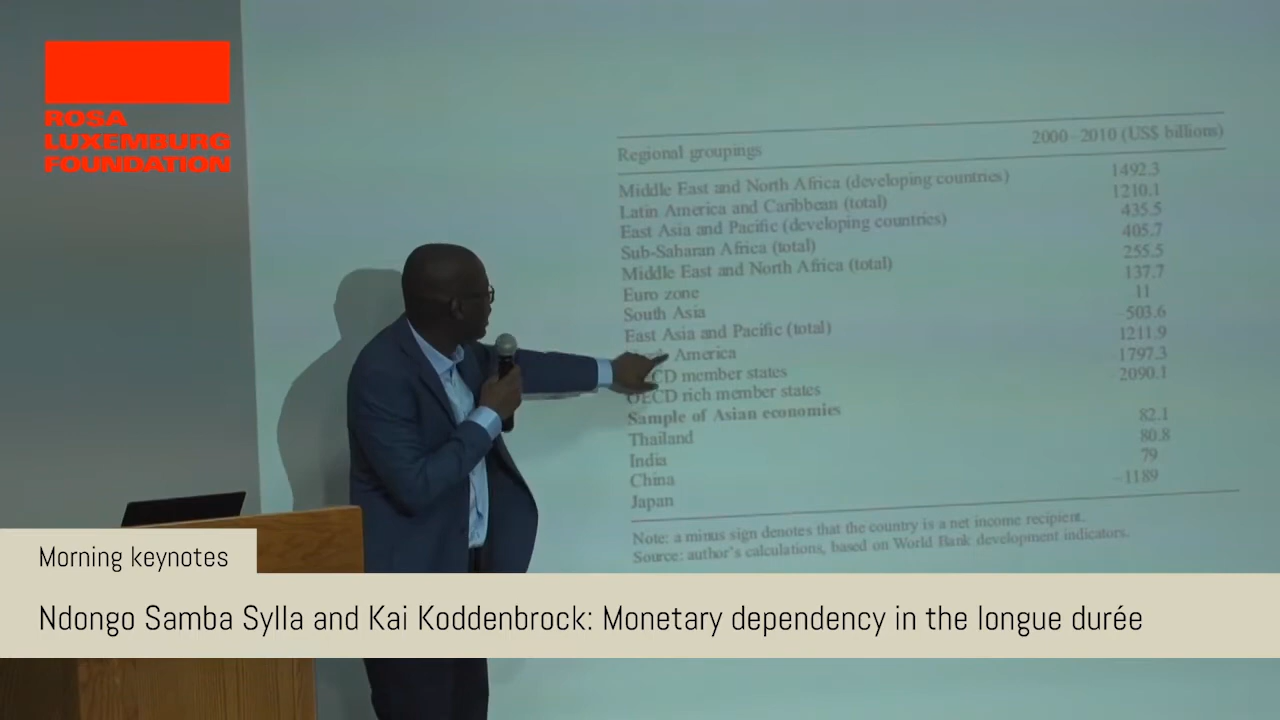 ROSA
LUXEMBURG
FOUNDATION
Regional groupings 2000–2010 (US$ billions)
Middle East and North Africa (developing countries) 1492.3
Latin America and Caribbean (total) 1210.1
East Asia and Pacific (developing countries) 435.5
Sub-Saharan Africa (total) 405.7
Middle East and North Africa (total) 255.5
Euro zone 137.7
South Asia 11
East Asia and Pacific (total) –503.6
America 1211.9
OECD member states 1797.3
OECD rich member states 2090.1
Sample of Asian economies
Thailand 82.1
India 80.8
China 79
Japan –1189
Note: a minus sign denotes that the country is a net income recipient.
Source: author's calculations, based on World Bank development indicators.
Morning keynotes
Ndongo Samba Sylla and Kai Koddenbrock: Monetary dependency in the longue durée